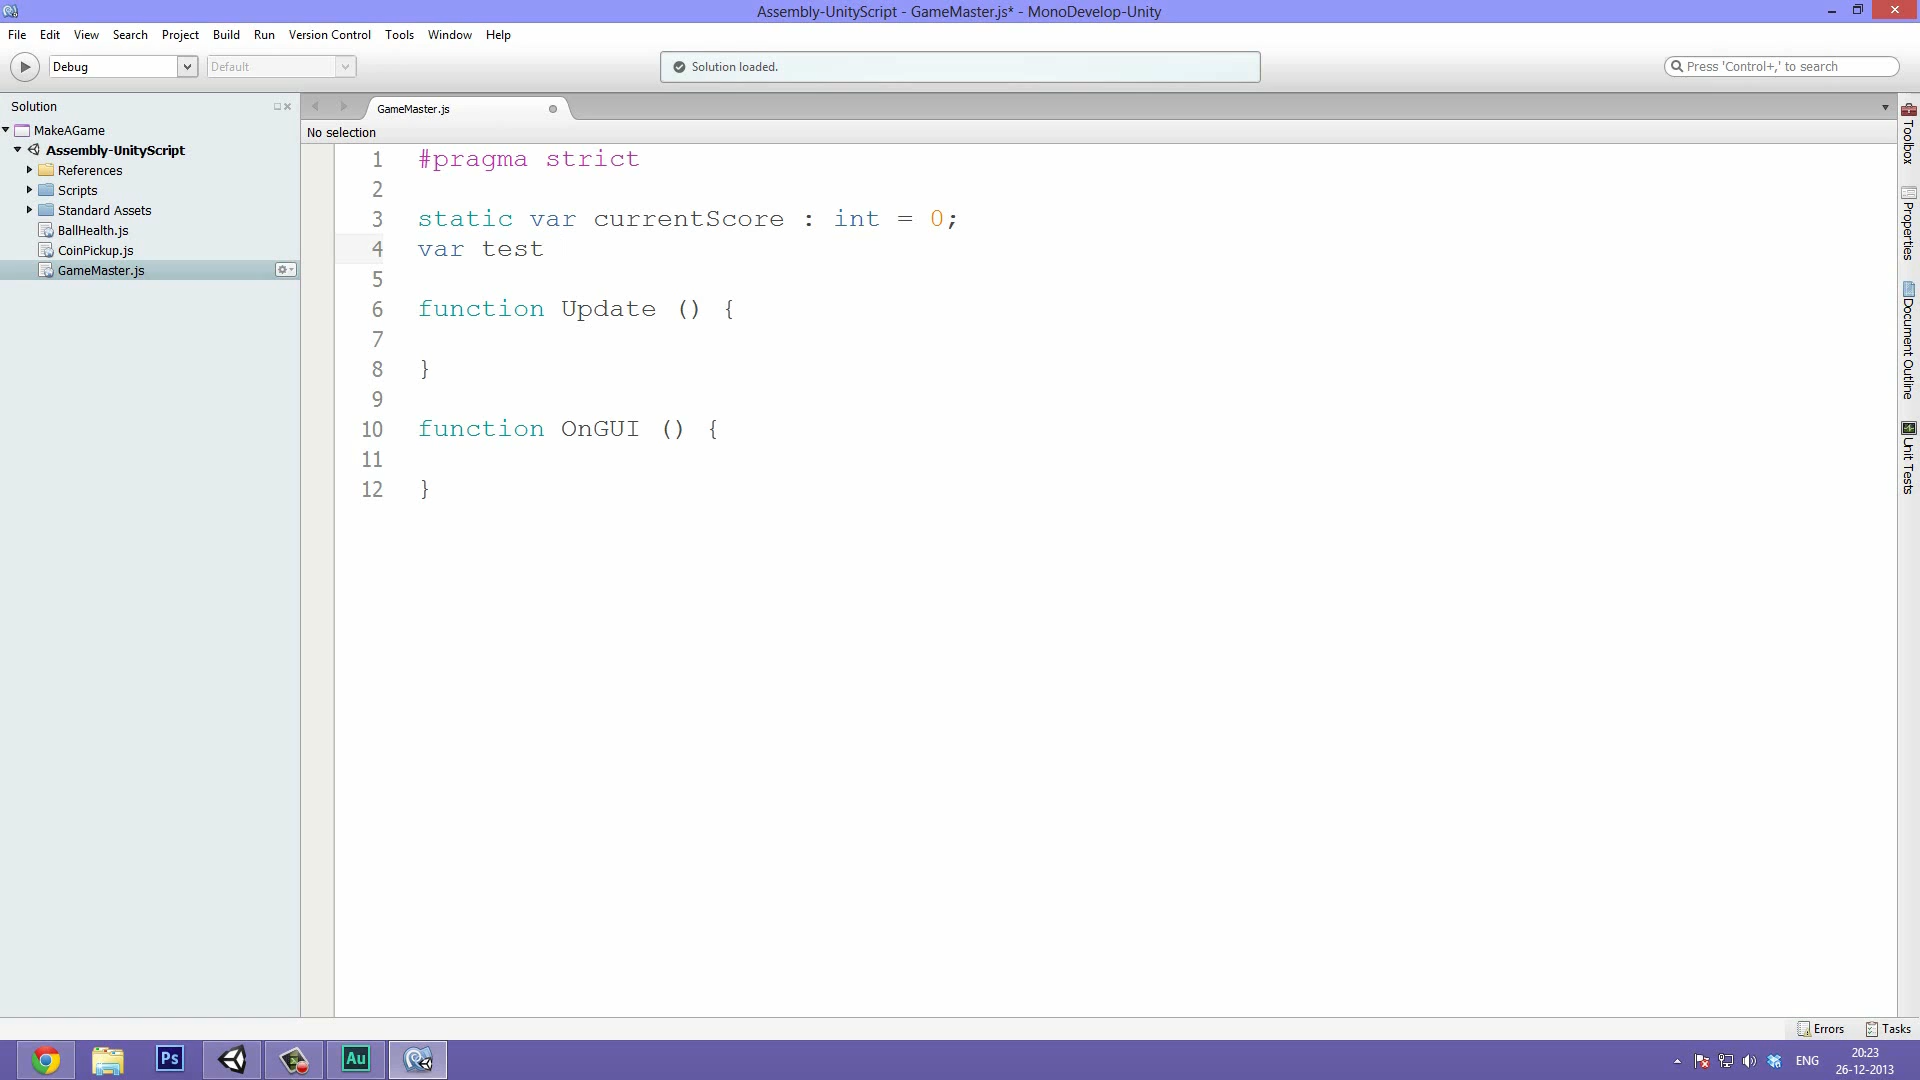 Assembly-UnityScript - GameMaster.js* - MonoDevelop-Unity
File Edit View Search Project Build Run Version Control Tools Window Help
Debug
Default
Solution loaded.
Press 'Control+,' to search
Solution
MakeAGame
Assembly-UnityScript
References
Scripts
Standard Assets
BallHealth.js
CoinPickup.js
GameMaster.js
GameMaster.js
No selection
1 #pragma strict
2
3 static var currentScore : int = 0;
4 var test
5
6 function Update () {
7
8 }
9
10 function OnGUI () {
11
12 }
Toolbox
Properties
Document Outline
Unit Tests
Errors Tasks
Ps
Au
ENG
20:23
26-12-2013